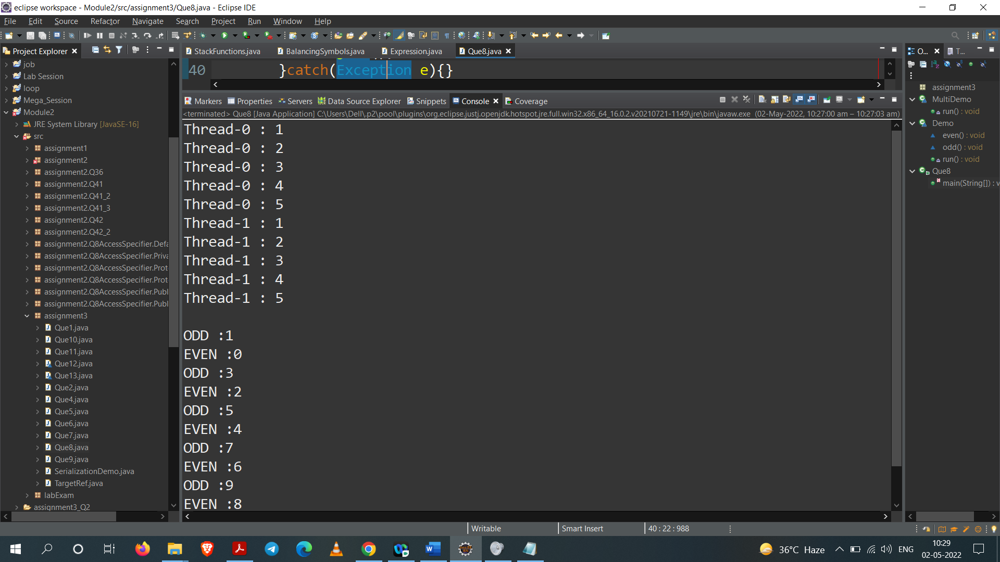 eclipse workspace - Module2/src/assignment3/Que8.java - Eclipse IDE
File Edit Source Refactor Navigate Search Project Run Window Help
Project Explorer
job
Lab Session
loop
Mega_Session
Module2
JRE System Library [JavaSE-16]
src
assignment1
assignment2
assignment2.Q36
assignment2.Q41
assignment2.Q41_2
assignment2.Q41_3
assignment2.Q42
assignment2.Q42_2
assignment2.Q8AccessSpecifier.Defa
assignment2.Q8AccessSpecifier.Priva
assignment2.Q8AccessSpecifier.Prot
assignment2.Q8AccessSpecifier.Prot
assignment2.Q8AccessSpecifier.Publ
assignment2.Q8AccessSpecifier.Publ
assignment3
Que1.java
Que10.java
Que11.java
Que12.java
Que13.java
Que2.java
Que4.java
Que5.java
Que6.java
Que7.java
Que8.java
Que9.java
SerializationDemo.java
TargetRef.java
labExam
assignment3_Q2
StackFunctions.java BalancingSymbols.java Expression.java Que8.java
40 }catch(Exception e){}
Markers Properties Servers Data Source Explorer Snippets Console Coverage
<terminated> Que8 [Java Application] C:\Users\Dell\.p2\pool\plugins\org.eclipse.justj.openjdk.hotspot.jre.full.win32.x86_64_16.0.2.v20210721-1149\jre\bin\javaw.exe (02-May-2022, 10:27:00 am – 10:27:03 am)
Thread-0 : 1
Thread-0 : 2
Thread-0 : 3
Thread-0 : 4
Thread-0 : 5
Thread-1 : 1
Thread-1 : 2
Thread-1 : 3
Thread-1 : 4
Thread-1 : 5
ODD :1
EVEN :0
ODD :3
EVEN :2
ODD :5
EVEN :4
ODD :7
EVEN :6
ODD :9
EVEN :8
O... T...
assignment3
MultiDemo
run() : void
Demo
even() : void
odd() : void
run() : void
Que8
main(String[]) : v
Writable Smart Insert 40 : 22 : 988
36°C Haze ENG 10:29
02-05-2022